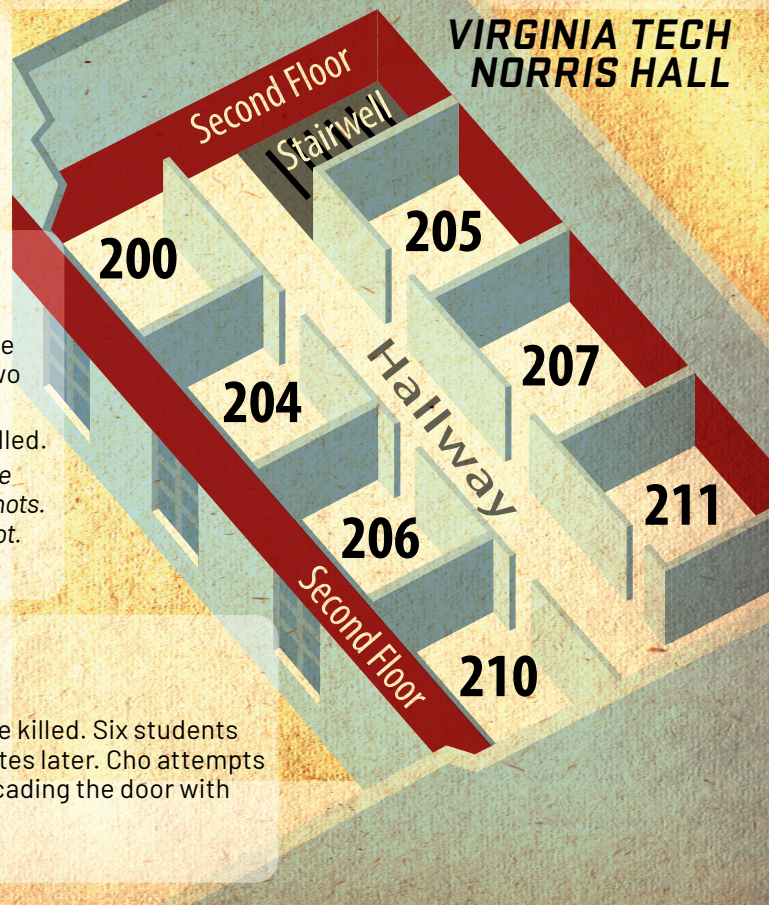 VIRGINIA TECH
NORRIS HALL
Second Floor
Stairwell
205
200
207
Hallway
204
211
206
Second Floor
210
hots.
e killed. Six students
tes later. Cho attempts
cading the door with